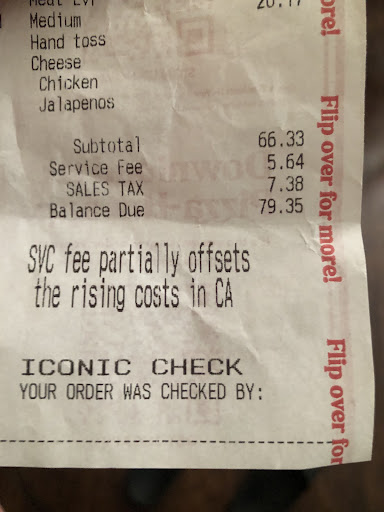 Medium
Hand toss
Cheese
Chicken
Jalapenos
Subtotal 66.33
Service Fee 5.64
SALES TAX 7.38
Balance Due 79.35
SVC fee partially offsets
the rising costs in CA
ICONIC CHECK
YOUR ORDER WAS CHECKED BY:
ore!
Flip over for more!
Flip over for